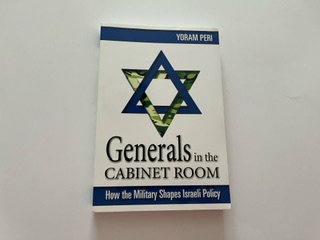 YORAM PERI
Generals in the
CABINET ROOM
How the Military Shapes Israeli Policy